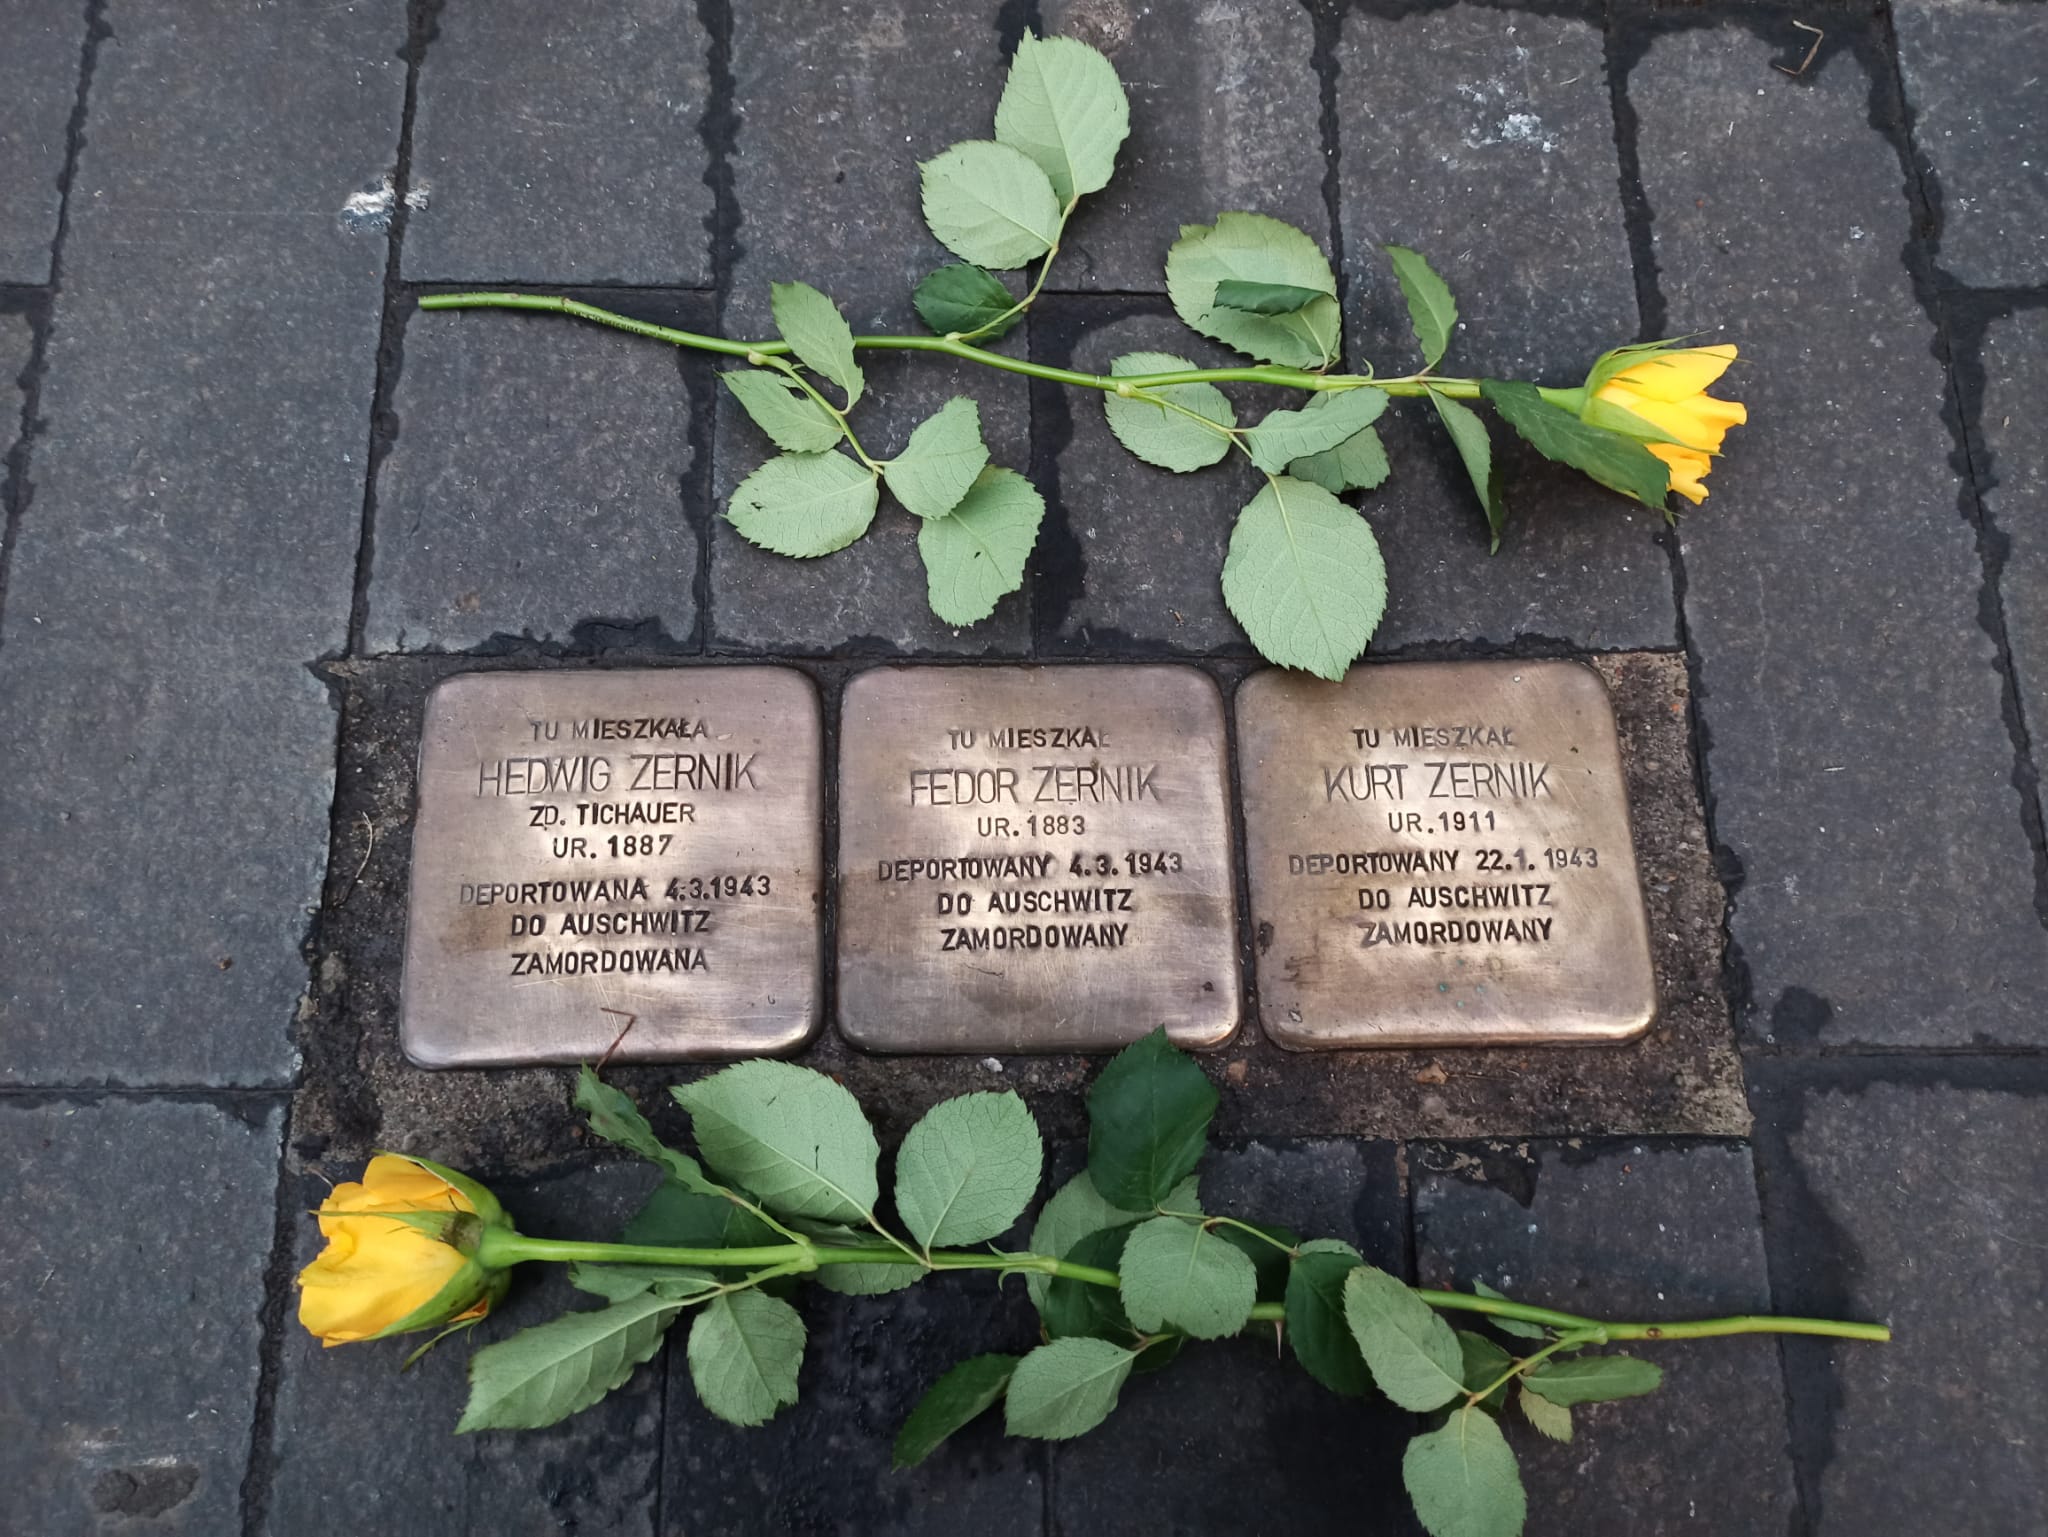 TU MIESZKAŁA
HEDWIG ZERNIK
ZD. TICHAUER
UR. 1887
DEPORTOWANA 4.3.1943
DO AUSCHWITZ
ZAMORDOWANA
TU MIESZKAŁ
FEDOR ZERNIK
UR. 1883
DEPORTOWANY 4.3.1943
DO AUSCHWITZ
ZAMORDOWANY
TU MIESZKAŁ
KURT ZERNIK
UR. 1911
DEPORTOWANY 22.1.1943
DO AUSCHWITZ
ZAMORDOWANY